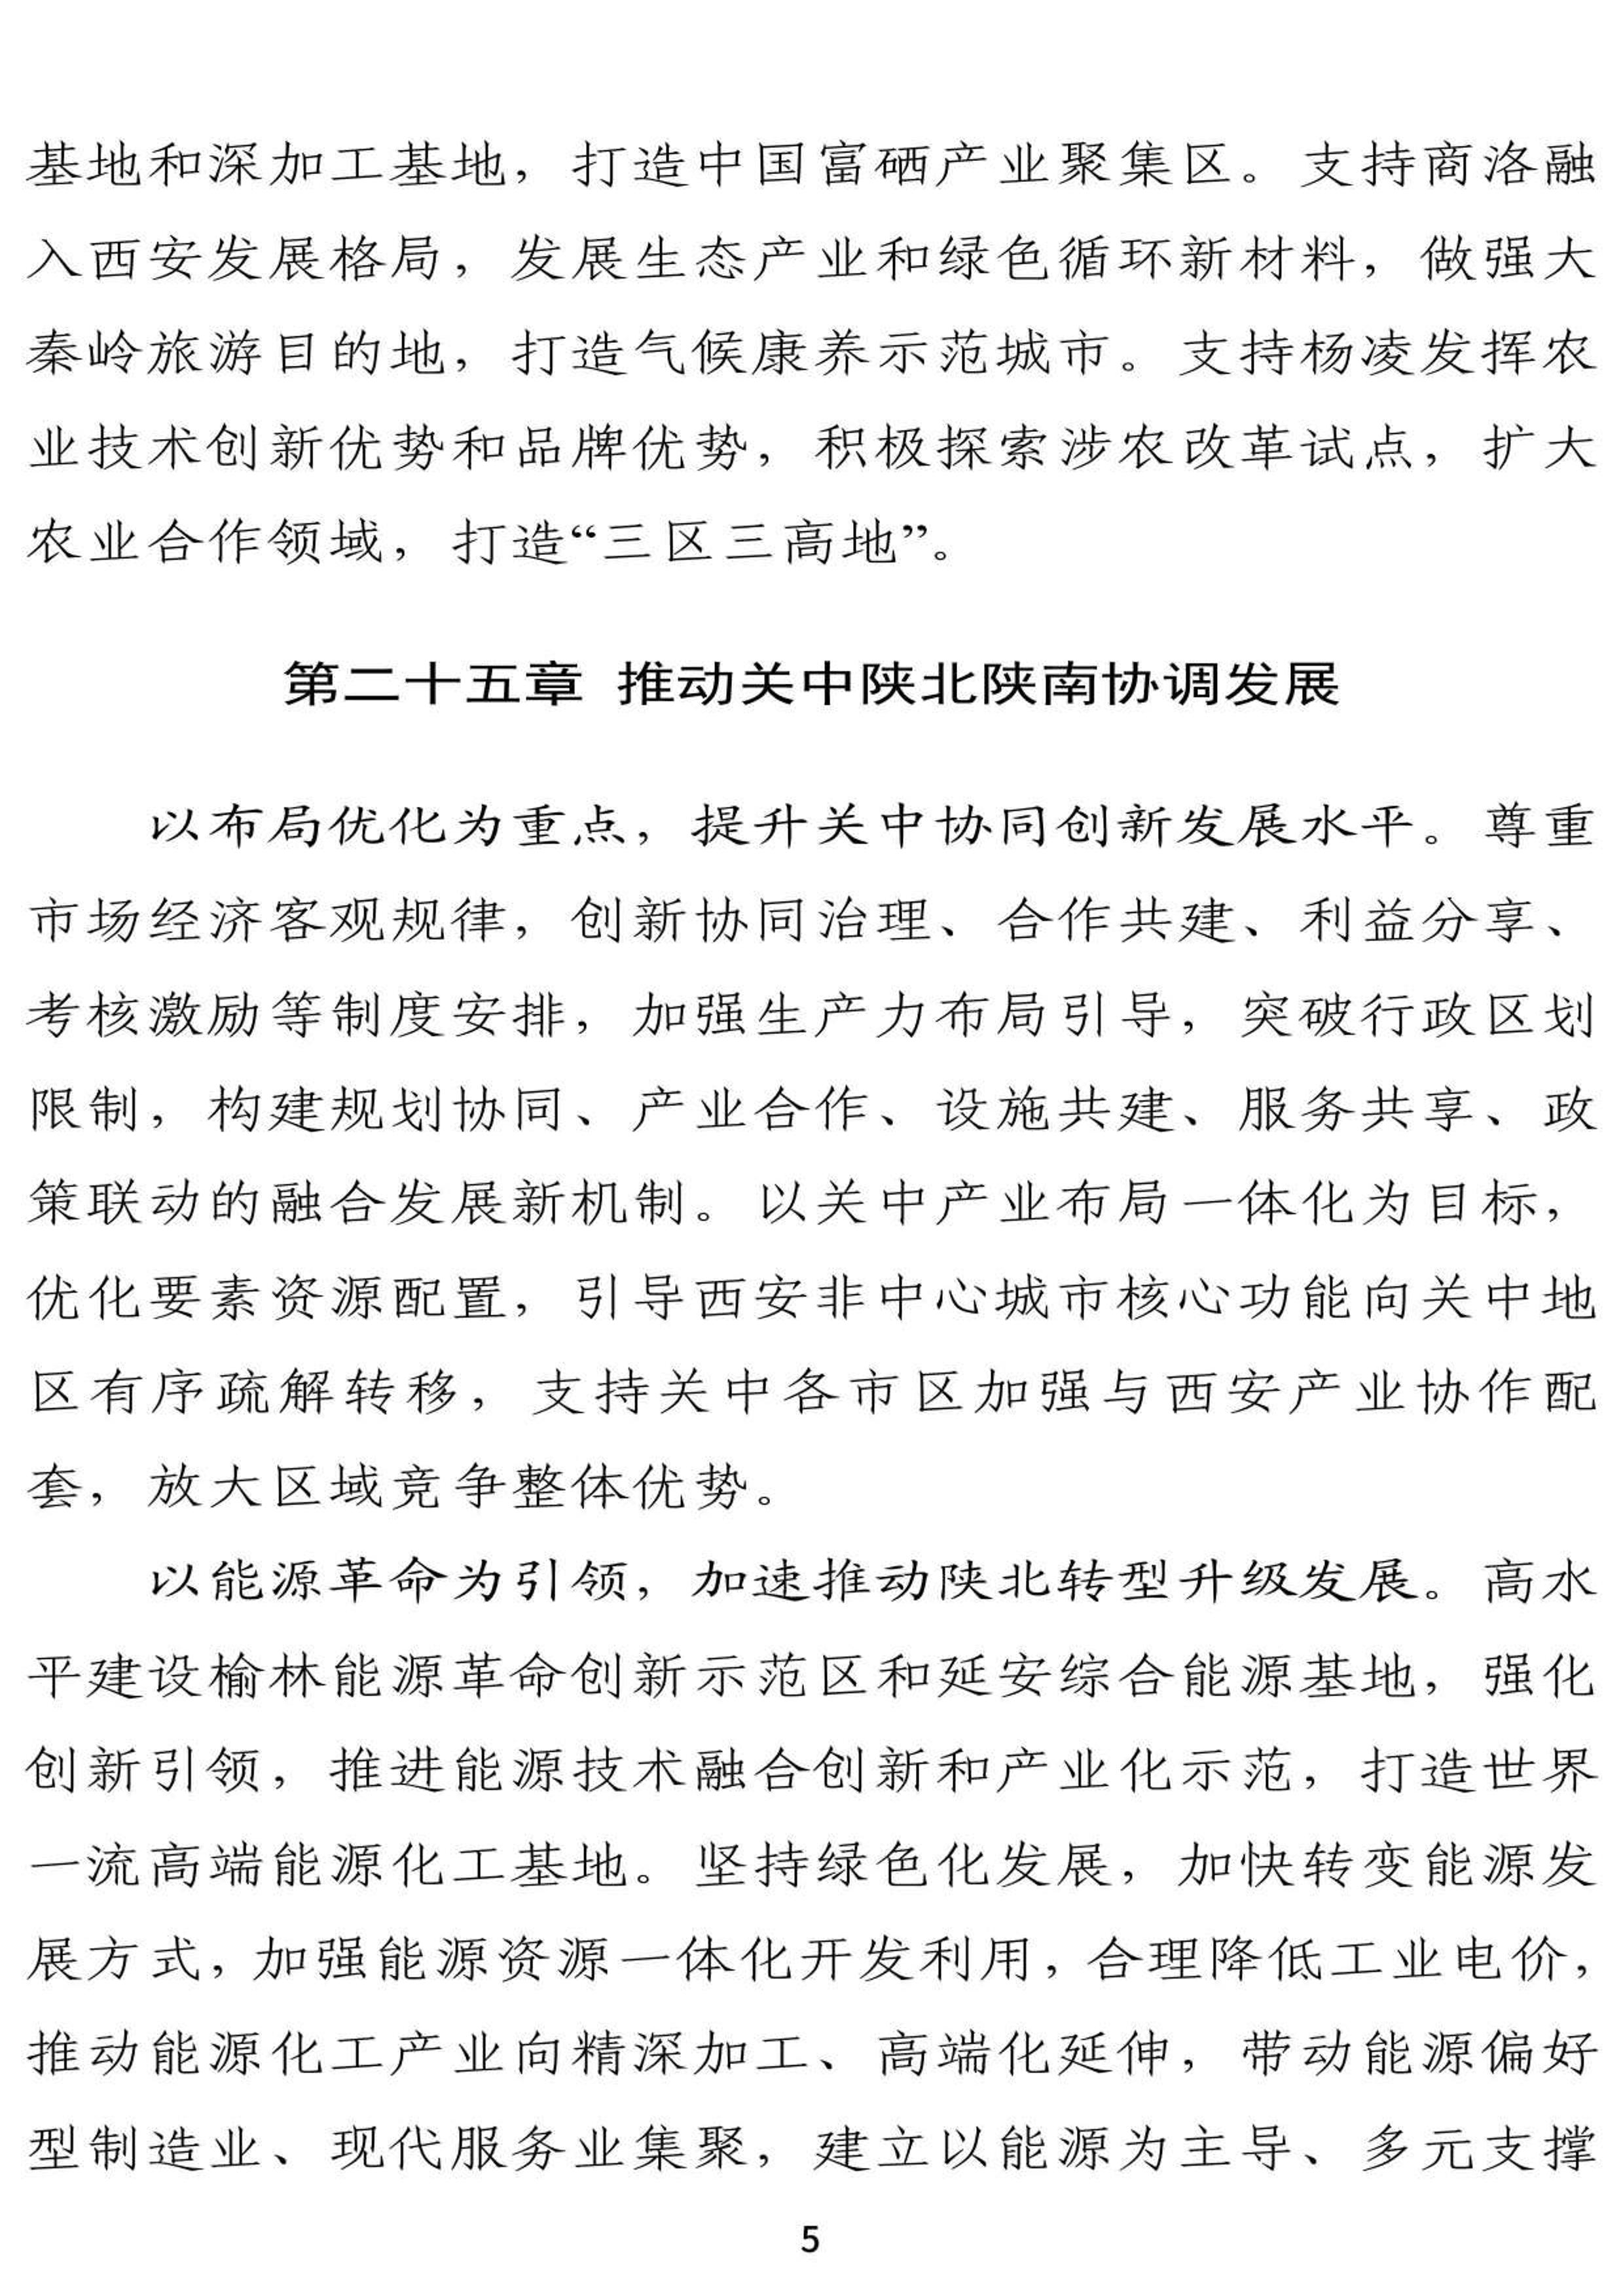 基地和深加工基地，打造中国富硒产业聚集区。支持商洛融
入西安发展格局，发展生态产业和绿色循环新材料，做强大
秦岭旅游目的地，打造气候康养示范城市。支持杨凌发挥农
业技术创新优势和品牌优势，积极探索涉农改革试点，扩大
农业合作领域，打造“三区三高地”。
第二十五章 推动关中陕北陕南协调发展
以布局优化为重点，提升关中协同创新发展水平。尊重
市场经济客观规律，创新协同治理、合作共建、利益分享、
考核激励等制度安排，加强生产力布局引导，突破行政区划
限制，构建规划协同、产业合作、设施共建、服务共享、政
策联动的融合发展新机制。以关中产业布局一体化为目标，
优化要素资源配置，引导西安非中心城市核心功能向关中地
区有序疏解转移，支持关中各市区加强与西安产业协作配
套，放大区域竞争整体优势。
以能源革命为引领，加速推动陕北转型升级发展。高水
平建设榆林能源革命创新示范区和延安综合能源基地，强化
创新引领，推进能源技术融合创新和产业化示范，打造世界
一流高端能源化工基地。坚持绿色化发展，加快转变能源发
展方式，加强能源资源一体化开发利用，合理降低工业电价，
推动能源化工产业向精深加工、高端化延伸，带动能源偏好
型制造业、现代服务业集聚，建立以能源为主导、多元支撑
5